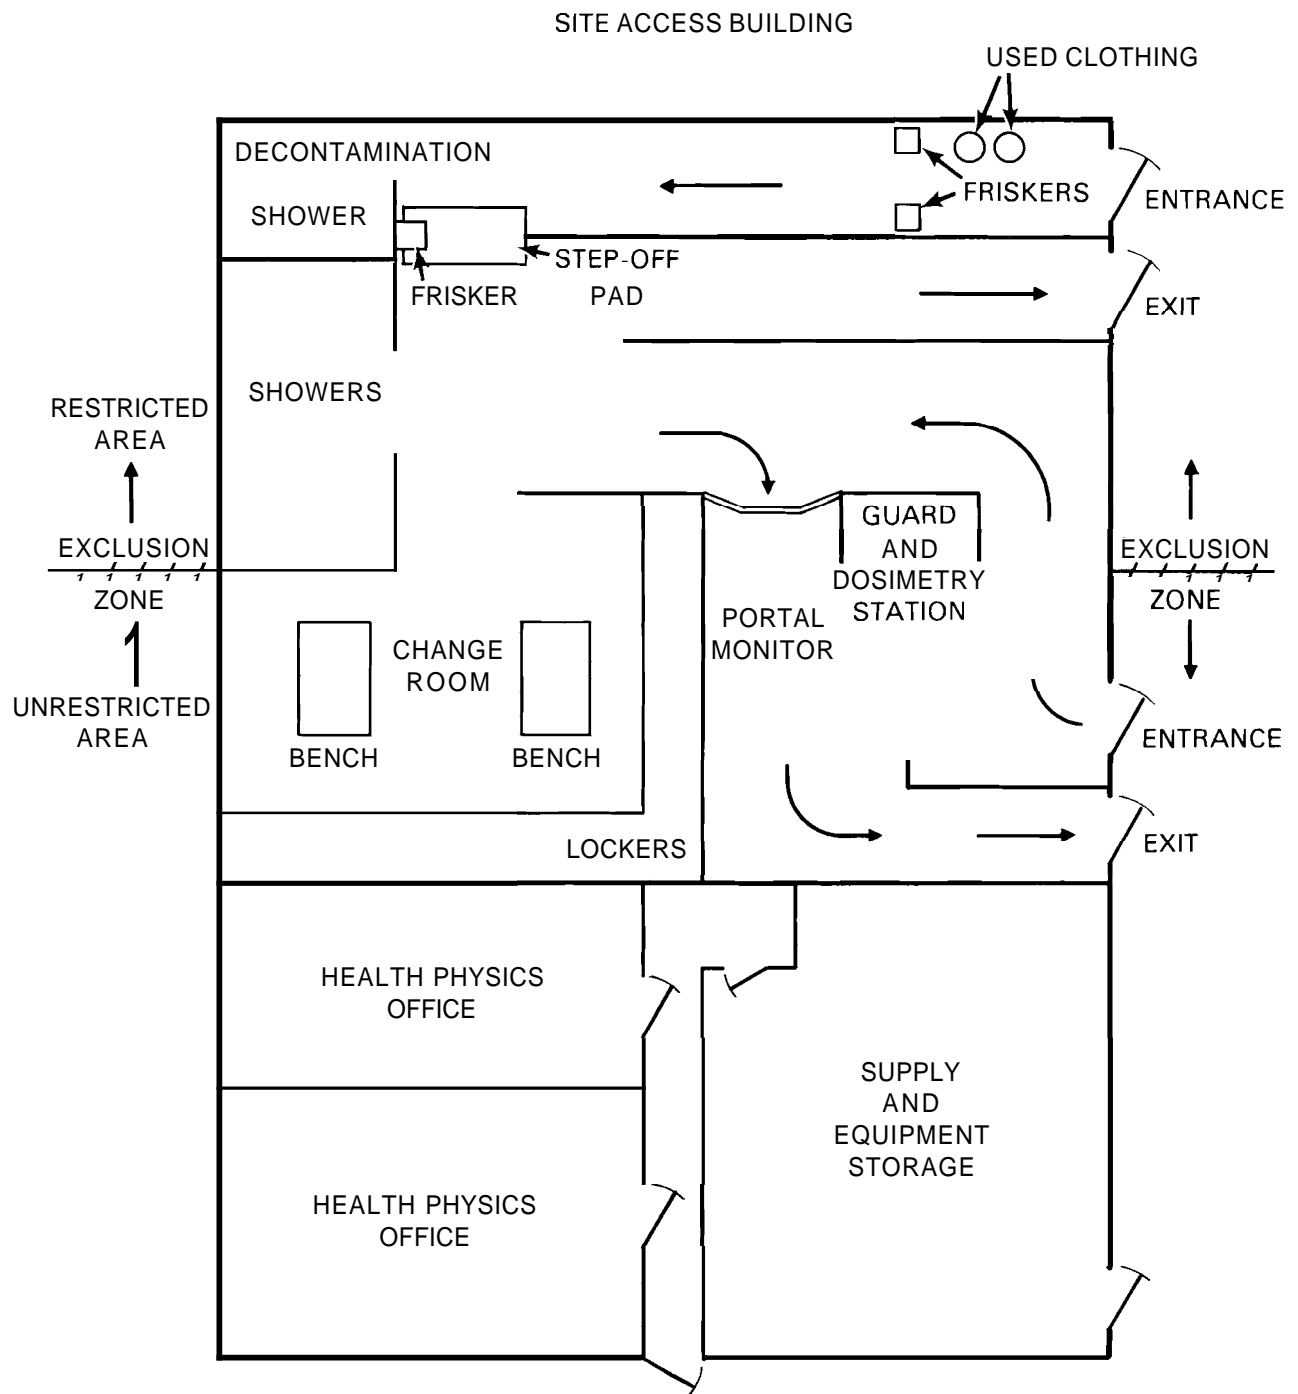 SITE ACCESS BUILDING
USED CLOTHING
DECONTAMINATION
SHOWER
FRISKERS
ENTRANCE
STEP-OFF
PAD
FRISKER
EXIT
SHOWERS
RESTRICTED
AREA
EXCLUSION
ZONE
UNRESTRICTED
AREA
GUARD
AND
DOSIMETRY
STATION
EXCLUSION
ZONE
PORTAL
MONITOR
CHANGE
ROOM
BENCH
BENCH
ENTRANCE
LOCKERS
EXIT
HEALTH PHYSICS
OFFICE
SUPPLY
AND
EQUIPMENT
STORAGE
HEALTH PHYSICS
OFFICE